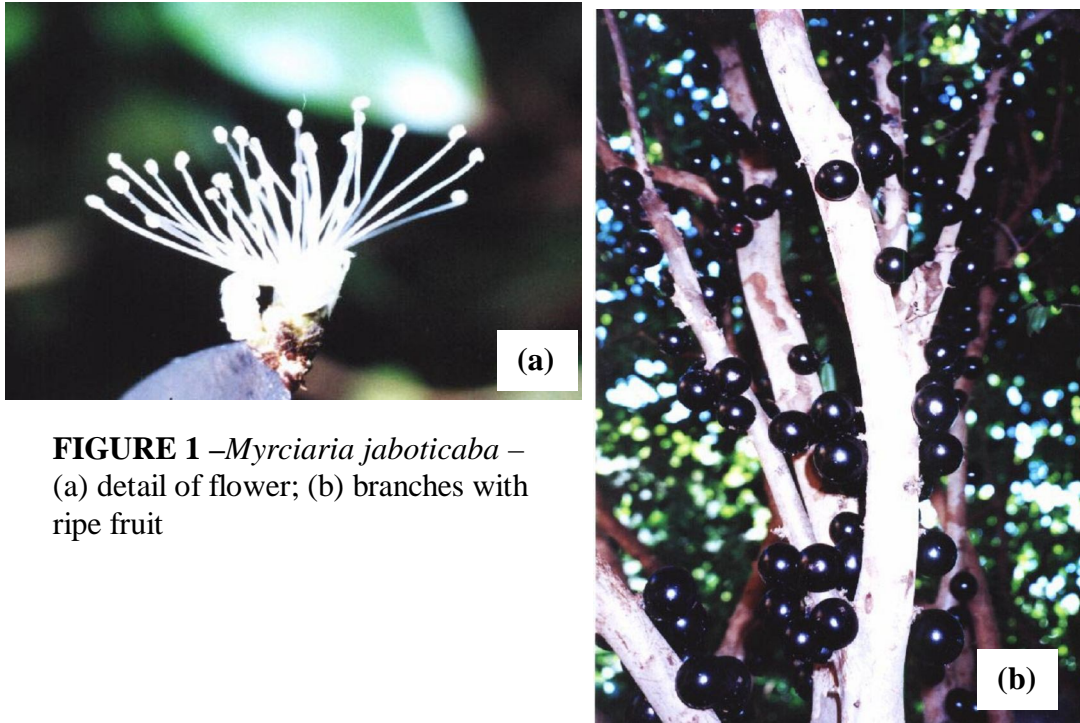 (a)
FIGURE 1 –Myrciaria jaboticaba –
(a) detail of flower; (b) branches with
ripe fruit
(b)